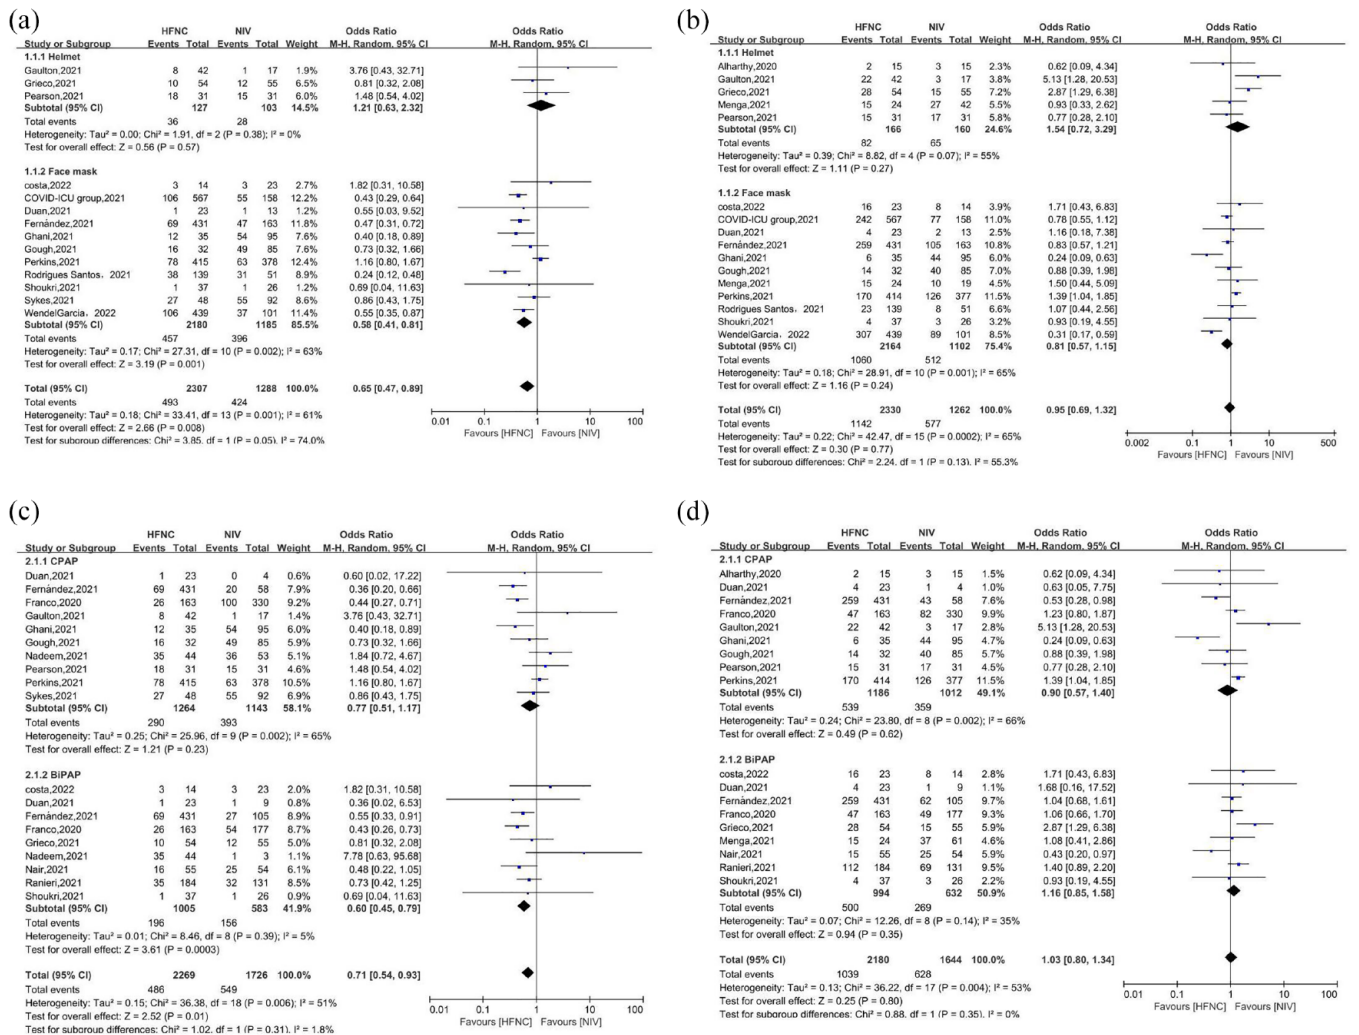 (a)
HFNC NIV Odds Ratio Odds Ratio
Study or Subgroup Events Total Events Total Weight M-H, Random, 95% CI M-H, Random, 95% CI
1.1.1 Helmet
Gaulton,2021 8 42 1 17 1.9% 3.76 [0.43, 32.71]
Grieco,2021 10 54 12 55 6.0% 0.81 [0.32, 2.08]
Pearson,2021 18 31 15 31 5.6% 1.48 [0.54, 4.02]
Subtotal (95% CI) 127 103 14.5% 1.21 [0.63, 2.32]
Total events 36 28
Heterogeneity: Tau² = 0.00; Chi² = 1.91, df = 2 (P = 0.38); I² = 0%
Test for overall effect: Z = 0.56 (P = 0.57)
1.1.2 Face mask
costa,2022 3 14 3 23 2.7% 1.82 [0.31, 10.58]
COVID-ICU group,2021 106 567 55 158 12.2% 0.43 [0.29, 0.64]
Duan,2021 1 23 1 13 1.2% 0.55 [0.03, 9.52]
Fernández,2021 69 431 47 163 11.8% 0.47 [0.31, 0.72]
Ghani,2021 12 35 54 95 7.6% 0.40 [0.18, 0.89]
Gough,2021 16 32 49 85 7.4% 0.73 [0.32, 1.66]
Perkins,2021 78 415 63 378 12.4% 1.16 [0.80, 1.67]
Rodrigues Santos，2021 38 139 31 51 9.2% 0.24 [0.12, 0.48]
Shoukri,2021 1 37 1 26 1.3% 0.69 [0.04, 11.63]
Sykes,2021 27 48 55 92 8.6% 0.86 [0.43, 1.75]
WendelGarcia，2022 106 439 37 101 11.4% 0.55 [0.35, 0.87]
Subtotal (95% CI) 2180 1185 85.5% 0.58 [0.41, 0.81]
Total events 457 396
Heterogeneity: Tau² = 0.17; Chi² = 27.31, df = 10 (P = 0.002); I² = 63%
Test for overall effect: Z = 3.19 (P = 0.001)
Total (95% CI) 2307 1288 100.0% 0.65 [0.47, 0.89]
Total events 493 424
Heterogeneity: Tau² = 0.18; Chi² = 33.41, df = 13 (P = 0.001); I² = 61%
Test for overall effect: Z = 2.66 (P = 0.008)
Test for subgroup differences: Chi² = 3.85, df = 1 (P = 0.05), I² = 74.0%
0.01 0.1 1 10 100
Favours [HFNC] Favours [NIV]
(b)
HFNC NIV Odds Ratio Odds Ratio
Study or Subgroup Events Total Events Total Weight M-H, Random, 95% CI M-H, Random, 95% CI
1.1.1 Helmet
Alharthy,2020 2 15 3 15 2.3% 0.62 [0.09, 4.34]
Gaulton,2021 22 42 3 17 3.8% 5.13 [1.28, 20.53]
Grieco,2021 28 54 15 55 7.2% 2.87 [1.29, 6.38]
Menga,2021 15 24 27 42 5.6% 0.93 [0.33, 2.62]
Pearson,2021 15 31 17 31 5.8% 0.77 [0.28, 2.10]
Subtotal (95% CI) 166 160 24.6% 1.54 [0.72, 3.29]
Total events 82 65
Heterogeneity: Tau² = 0.39; Chi² = 8.82, df = 4 (P = 0.07); I² = 55%
Test for overall effect: Z = 1.11 (P = 0.27)
1.1.2 Face mask
costa,2022 16 23 8 14 3.9% 1.71 [0.43, 6.83]
COVID-ICU group,2021 242 567 77 158 11.0% 0.78 [0.55, 1.12]
Duan,2021 4 23 2 13 2.4% 1.16 [0.18, 7.38]
Fernández,2021 259 431 105 163 10.8% 0.83 [0.57, 1.21]
Ghani,2021 6 35 44 95 6.0% 0.24 [0.09, 0.63]
Gough,2021 14 32 40 85 7.0% 0.88 [0.39, 1.98]
Menga,2021 15 24 10 19 4.7% 1.50 [0.44, 5.09]
Perkins,2021 170 414 126 377 11.5% 1.39 [1.04, 1.85]
Rodrigues Santos,2021 23 139 8 51 6.6% 1.07 [0.44, 2.56]
Shoukri,2021 4 37 3 26 3.2% 0.93 [0.19, 4.55]
WendelGarcia，2022 307 439 89 101 8.4% 0.31 [0.17, 0.59]
Subtotal (95% CI) 2164 1102 75.4% 0.81 [0.57, 1.15]
Total events 1060 512
Heterogeneity: Tau² = 0.18; Chi² = 28.91, df = 10 (P = 0.001); I² = 65%
Test for overall effect: Z = 1.16 (P = 0.24)
Total (95% CI) 2330 1262 100.0% 0.95 [0.69, 1.32]
Total events 1142 577
Heterogeneity: Tau² = 0.22; Chi² = 42.47, df = 15 (P = 0.0002); I² = 65%
Test for overall effect: Z = 0.30 (P = 0.77)
Test for subgroup differences: Chi² = 2.24, df = 1 (P = 0.13), I² = 55.3%
0.002 0.1 1 10 500
Favours [HFNC] Favours [NIV]
(c)
HFNC NIV Odds Ratio Odds Ratio
Study or Subgroup Events Total Events Total Weight M-H, Random, 95% CI M-H, Random, 95% CI
2.1.1 CPAP
Duan,2021 1 23 0 4 0.6% 0.60 [0.02, 17.22]
Fernández,2021 69 431 20 58 7.9% 0.36 [0.20, 0.66]
Franco,2020 26 163 100 330 9.2% 0.44 [0.27, 0.71]
Gaulton,2021 8 42 1 17 1.4% 3.76 [0.43, 32.71]
Ghani,2021 12 35 54 95 6.0% 0.40 [0.18, 0.89]
Gough,2021 16 32 49 85 5.8% 0.73 [0.32, 1.66]
Nadeem,2021 35 44 36 53 5.0% 1.84 [0.72, 4.67]
Pearson,2021 18 31 15 31 4.6% 1.48 [0.54, 4.02]
Perkins,2021 78 415 63 378 10.5% 1.16 [0.80, 1.67]
Sykes,2021 27 48 55 92 6.9% 0.86 [0.43, 1.75]
Subtotal (95% CI) 1264 1143 58.1% 0.77 [0.51, 1.17]
Total events 290 393
Heterogeneity: Tau² = 0.25; Chi² = 25.96, df = 9 (P = 0.002); I² = 65%
Test for overall effect: Z = 1.21 (P = 0.23)
2.1.2 BiPAP
costa,2022 3 14 3 23 2.0% 1.82 [0.31, 10.58]
Duan,2021 1 23 1 9 0.8% 0.36 [0.02, 6.53]
Fernández,2021 69 431 27 105 8.7% 0.55 [0.33, 0.91]
Franco,2020 26 163 54 177 8.5% 0.43 [0.26, 0.73]
Grieco,2021 10 54 12 55 5.0% 0.81 [0.32, 2.08]
Nadeem,2021 35 44 1 3 1.0% 7.78 [0.63, 95.68]
Nair,2021 16 55 25 54 6.2% 0.48 [0.22, 1.05]
Ranieri,2021 35 184 32 131 8.2% 0.73 [0.42, 1.25]
Shoukri,2021 1 37 1 26 0.9% 0.69 [0.04, 11.63]
Subtotal (95% CI) 1005 583 41.9% 0.60 [0.45, 0.79]
Total events 196 156
Heterogeneity: Tau² = 0.01; Chi² = 8.46, df = 8 (P = 0.39); I² = 5%
Test for overall effect: Z = 3.61 (P = 0.0003)
Total (95% CI) 2269 1726 100.0% 0.71 [0.54, 0.93]
Total events 486 549
Heterogeneity: Tau² = 0.15; Chi² = 36.38, df = 18 (P = 0.006); I² = 51%
Test for overall effect: Z = 2.52 (P = 0.01)
Test for subgroup differences: Chi² = 1.02, df = 1 (P = 0.31), I² = 1.8%
0.01 0.1 1 10 100
Favours [HFNC] Favours [NIV]
(d)
HFNC NIV Odds Ratio Odds Ratio
Study or Subgroup Events Total Events Total Weight M-H, Random, 95% CI M-H, Random, 95% CI
2.1.1 CPAP
Alharthy,2020 2 15 3 15 1.5% 0.62 [0.09, 4.34]
Duan,2021 4 23 1 4 1.0% 0.63 [0.05, 7.75]
Fernández,2021 259 431 43 58 7.3% 0.53 [0.28, 0.98]
Franco,2020 47 163 82 330 9.5% 1.23 [0.80, 1.87]
Gaulton,2021 22 42 3 17 2.7% 5.13 [1.28, 20.53]
Ghani,2021 6 35 44 95 4.5% 0.24 [0.09, 0.63]
Gough,2021 14 32 40 85 5.6% 0.88 [0.39, 1.98]
Pearson,2021 15 31 17 31 4.3% 0.77 [0.28, 2.10]
Perkins,2021 170 414 126 377 11.2% 1.39 [1.04, 1.85]
Subtotal (95% CI) 1186 1012 49.1% 0.90 [0.57, 1.40]
Total events 539 359
Heterogeneity: Tau² = 0.24; Chi² = 23.80, df = 8 (P = 0.002); I² = 66%
Test for overall effect: Z = 0.49 (P = 0.62)
2.1.2 BiPAP
costa,2022 16 23 8 14 2.8% 1.71 [0.43, 6.83]
Duan,2021 4 23 1 9 1.1% 1.68 [0.16, 17.52]
Fernández,2021 259 431 62 105 9.7% 1.04 [0.68, 1.61]
Franco,2020 47 163 49 177 9.1% 1.06 [0.66, 1.70]
Grieco,2021 28 54 15 55 5.8% 2.87 [1.29, 6.38]
Menga,2021 15 24 37 61 4.5% 1.08 [0.41, 2.86]
Nair,2021 15 55 25 54 5.8% 0.43 [0.20, 0.97]
Ranieri,2021 112 184 69 131 9.4% 1.40 [0.89, 2.20]
Shoukri,2021 4 37 3 26 2.2% 0.93 [0.19, 4.55]
Subtotal (95% CI) 994 632 50.9% 1.16 [0.85, 1.58]
Total events 500 269
Heterogeneity: Tau² = 0.07; Chi² = 12.26, df = 8 (P = 0.14); I² = 35%
Test for overall effect: Z = 0.94 (P = 0.35)
Total (95% CI) 2180 1644 100.0% 1.03 [0.80, 1.34]
Total events 1039 628
Heterogeneity: Tau² = 0.13; Chi² = 36.22, df = 17 (P = 0.004); I² = 53%
Test for overall effect: Z = 0.25 (P = 0.80)
Test for subgroup differences: Chi² = 0.88, df = 1 (P = 0.35), I² = 0%
0.01 0.1 1 10 100
Favours [HFNC] Favours [NIV]